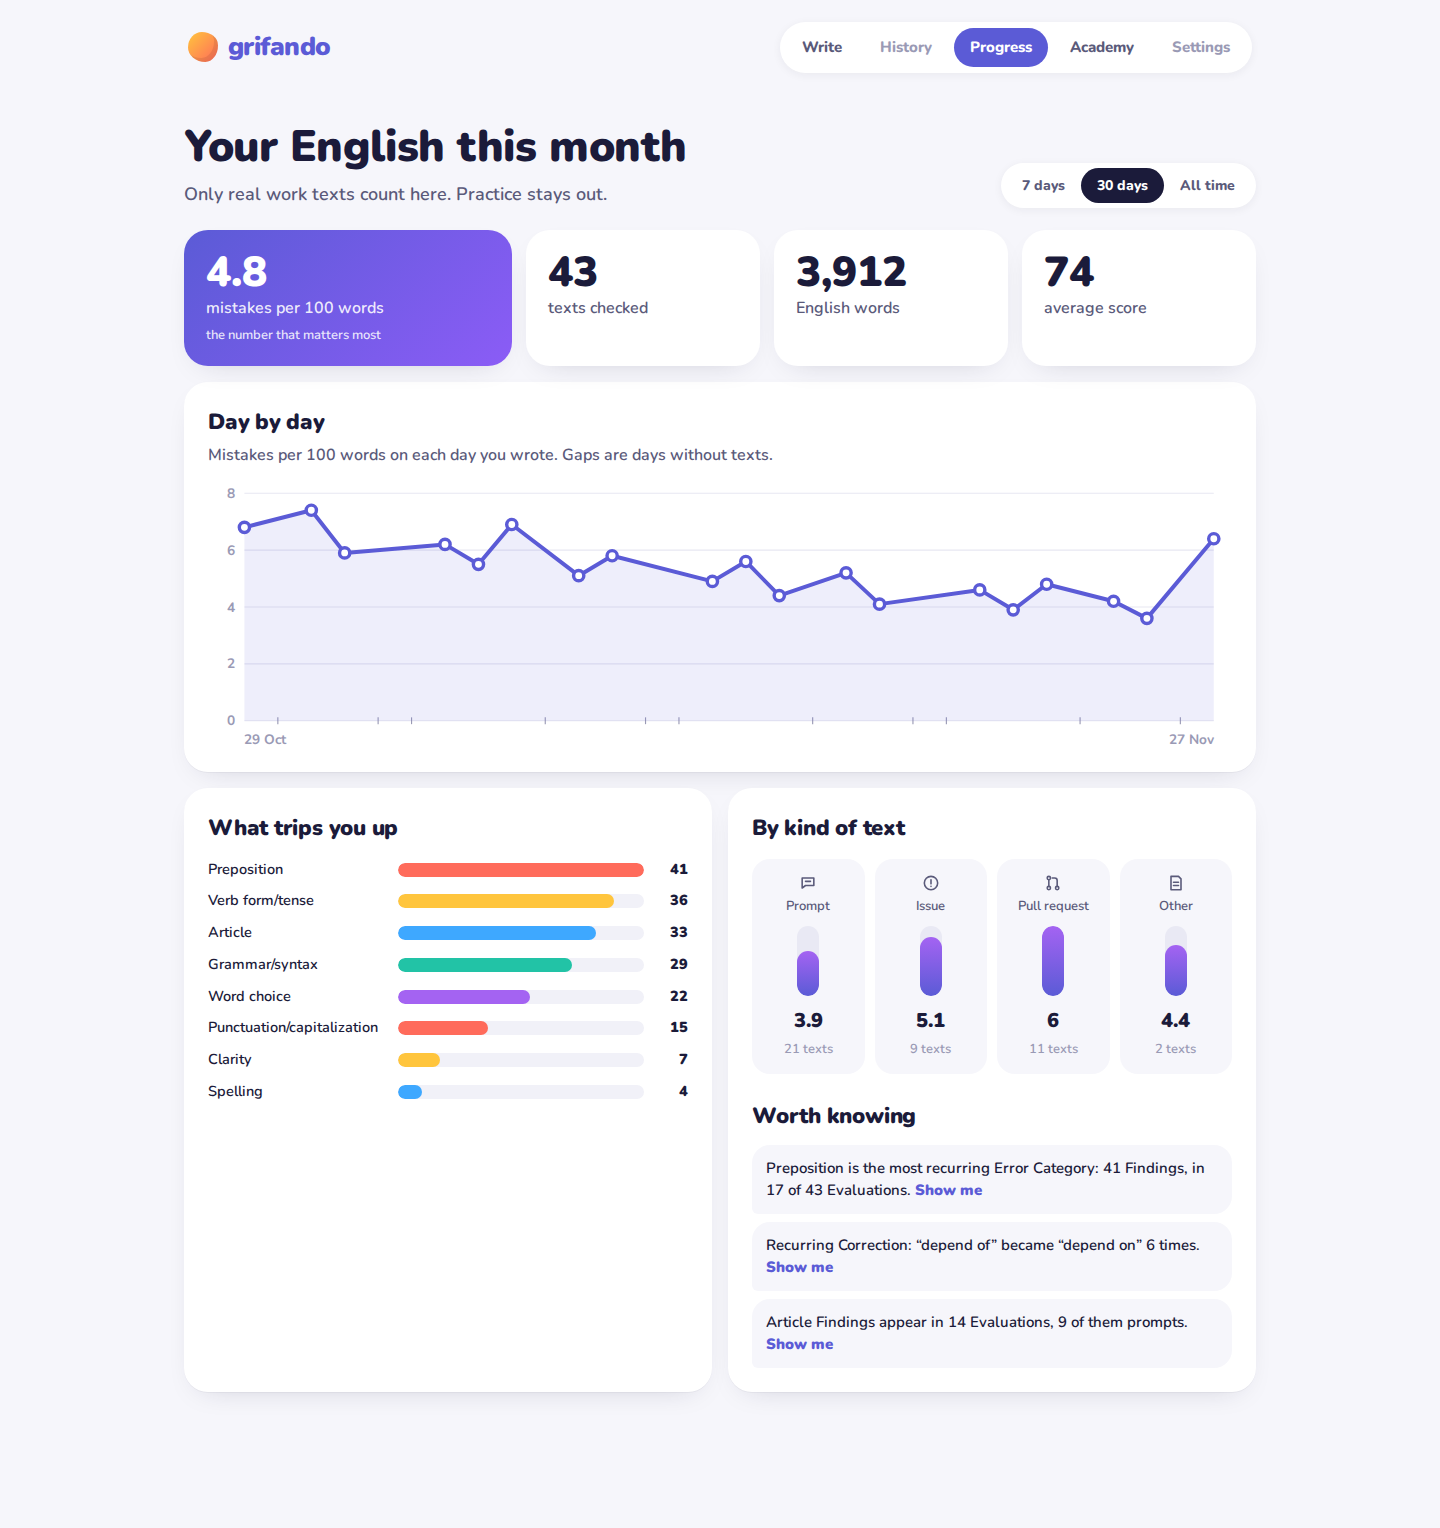 grifando
Write History Progress Academy Settings
Your English this month
Only real work texts count here. Practice stays out.
7 days 30 days All time
4.8
mistakes per 100 words
the number that matters most
43
texts checked
3,912
English words
74
average score
Day by day
Mistakes per 100 words on each day you wrote. Gaps are days without texts.
8
6
4
2
0
29 Oct 27 Nov
What trips you up
Preposition 41
Verb form/tense 36
Article 33
Grammar/syntax 29
Word choice 22
Punctuation/capitalization 15
Clarity 7
Spelling 4
By kind of text
Prompt
3.9
21 texts
Issue
5.1
9 texts
Pull request
6
11 texts
Other
4.4
2 texts
Worth knowing
Preposition is the most recurring Error Category: 41 Findings, in
17 of 43 Evaluations. Show me
Recurring Correction: “depend of” became “depend on” 6 times.
Show me
Article Findings appear in 14 Evaluations, 9 of them prompts.
Show me